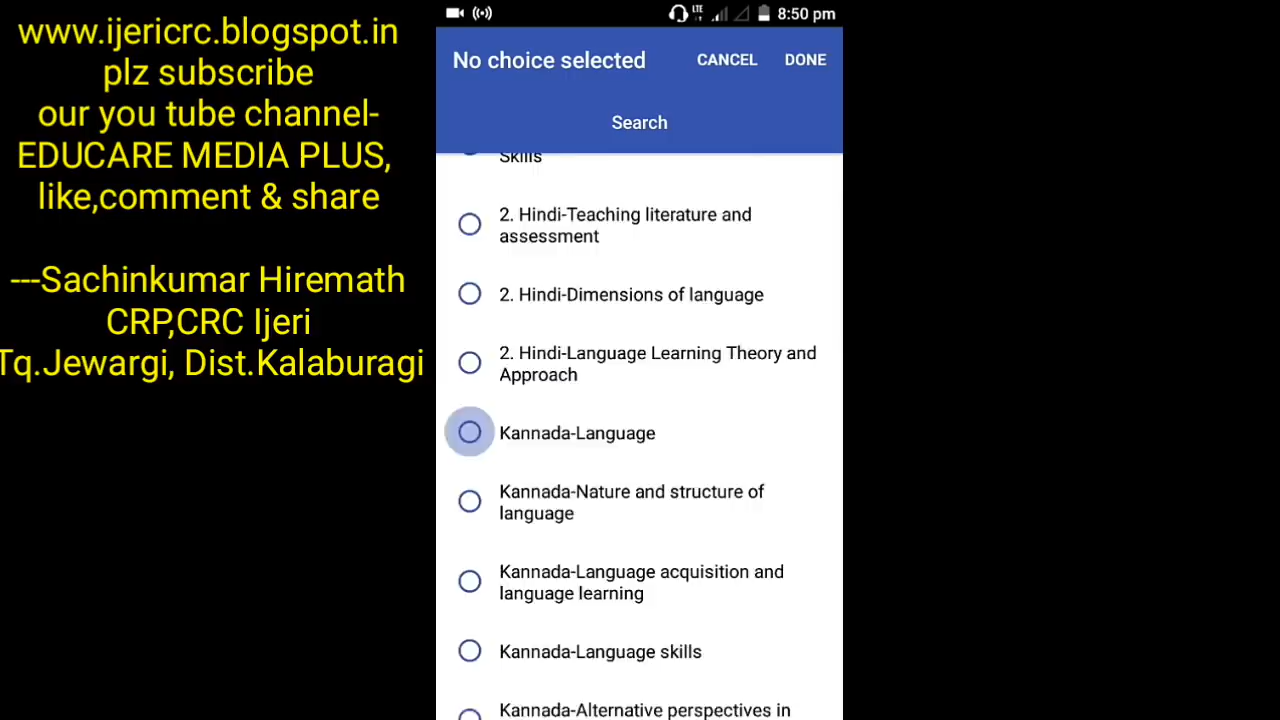 www.ijericrc.blogspot.in
plz subscribe
our you tube channel-
EDUCARE MEDIA PLUS,
like,comment & share
---Sachinkumar Hiremath
CRP,CRC Ijeri
Tq.Jewargi, Dist.Kalaburagi
LTE 8:50 pm
No choice selected CANCEL DONE
Search
Skills
2. Hindi-Teaching literature and
assessment
2. Hindi-Dimensions of language
2. Hindi-Language Learning Theory and
Approach
Kannada-Language
Kannada-Nature and structure of
language
Kannada-Language acquisition and
language learning
Kannada-Language skills
Kannada-Alternative perspectives in